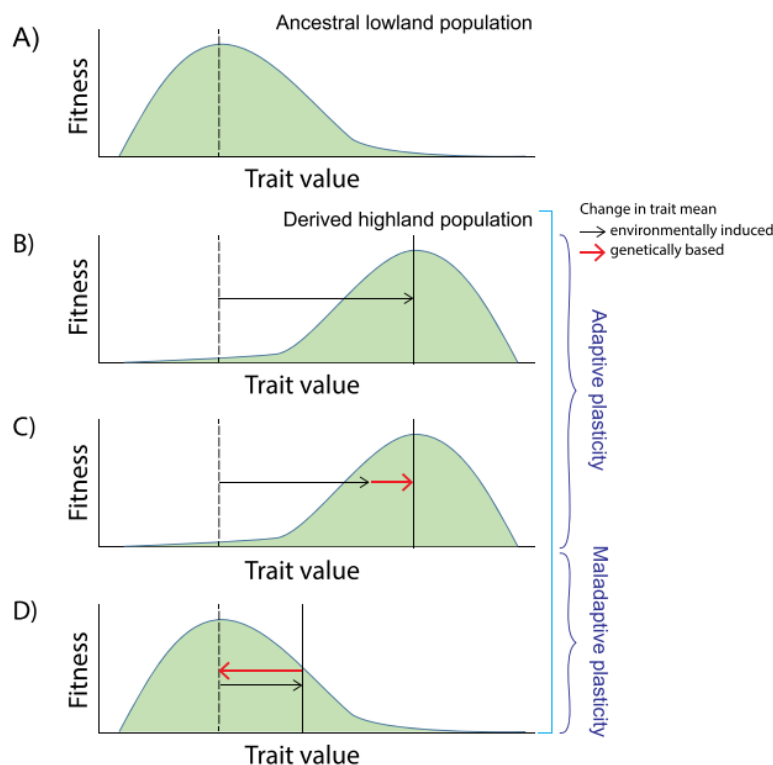 Ancestral lowland population
A)
Fitness
Trait value
Derived highland population
Change in trait mean
environmentally induced
genetically based
B)
Fitness
Trait value
Adaptive plasticity
C)
Fitness
Trait value
Maladaptive plasticity
D)
Fitness
Trait value